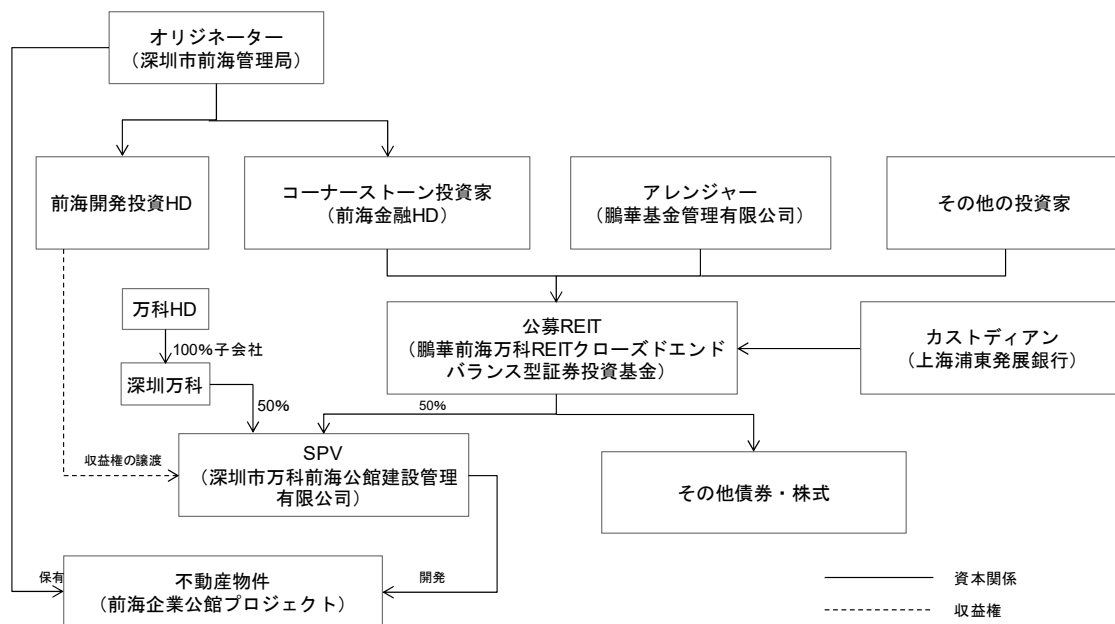 オリジネーター
（深圳市前海管理局）
前海開発投資HD
コーナーストーン投資家
（前海金融HD）
アレンジャー
（鵬華基金管理有限公司）
その他の投資家
万科HD
100%子会社
深圳万科
50%
公募REIT
（鵬華前海万科REITクローズドエンド
バランス型証券投資基金）
カストディアン
（上海浦東発展銀行）
50%
収益権の譲渡
SPV
（深圳市万科前海公館建設管理
有限公司）
その他債券・株式
保有
不動産物件
（前海企業公館プロジェクト）
開発
資本関係
収益権